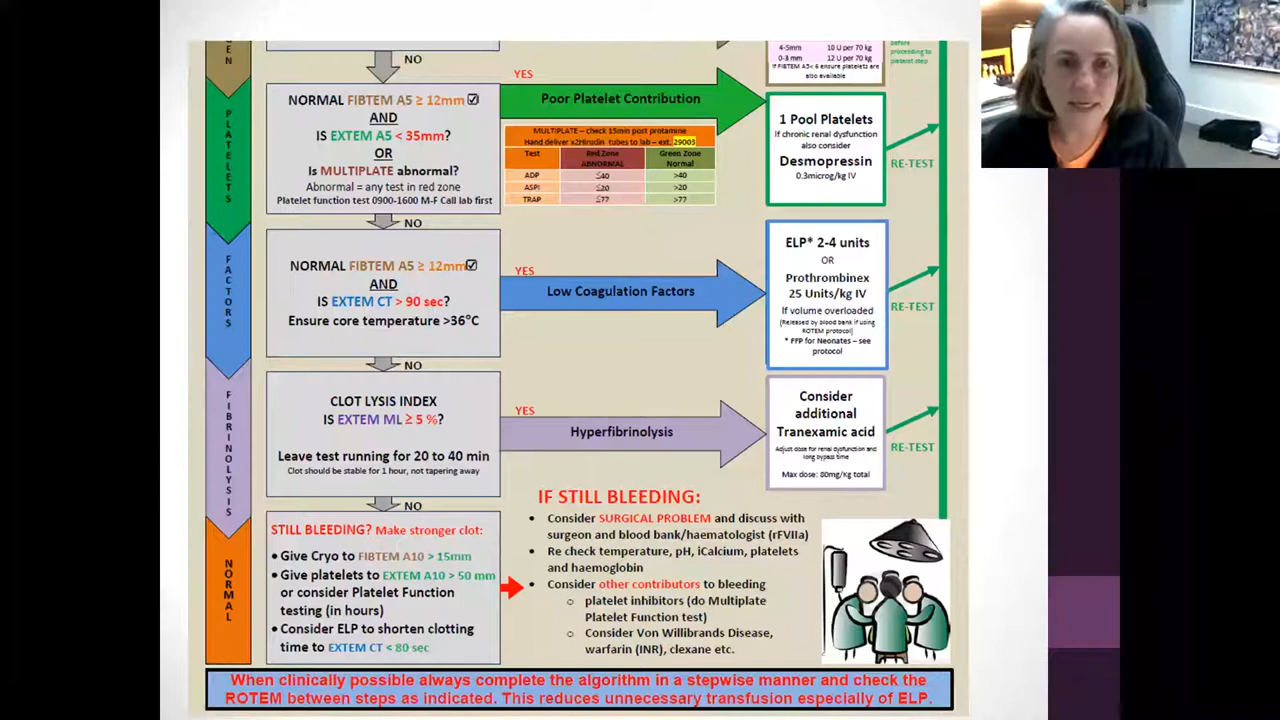 G
E
N
NO
4-5mm 10 U per 70 kg
0-3 mm 12 U per 70 kg
If FIBTEM A5< 6 ensure platelets are
also available
before
proceeding to
platelet step
PLATELETS
NORMAL FIBTEM A5 ≥ 12mm ☑
AND
IS EXTEM A5 < 35mm?
OR
Is MULTIPLATE abnormal?
Abnormal = any test in red zone
Platelet function test 0900-1600 M-F Call lab first
YES
Poor Platelet Contribution
MULTIPLATE – check 15min post protamine
Hand deliver x2Hirudin tubes to lab – ext. 29003
Test Red Zone Green Zone
ABNORMAL Normal
ADP ≤40 >40
ASPI ≤20 >20
TRAP ≤77 >77
1 Pool Platelets
If chronic renal dysfunction
also consider
Desmopressin
0.3microg/kg IV
RE-TEST
NO
FACTORS
NORMAL FIBTEM A5 ≥ 12mm☑
AND
IS EXTEM CT > 90 sec?
Ensure core temperature >36°C
YES
Low Coagulation Factors
ELP* 2-4 units
OR
Prothrombinex
25 Units/kg IV
If volume overloaded
(Released by blood bank if using
ROTEM protocol)
* FFP for Neonates – see
protocol
RE-TEST
NO
FIBRINOLYSIS
CLOT LYSIS INDEX
IS EXTEM ML ≥ 5 %?
Leave test running for 20 to 40 min
Clot should be stable for 1 hour, not tapering away
YES
Hyperfibrinolysis
Consider
additional
Tranexamic acid
Adjust dose for renal dysfunction and
long bypass time
Max dose: 80mg/Kg total
RE-TEST
NO
NORMAL
STILL BLEEDING? Make stronger clot:
• Give Cryo to FIBTEM A10 > 15mm
• Give platelets to EXTEM A10 > 50 mm
or consider Platelet Function
testing (in hours)
• Consider ELP to shorten clotting
time to EXTEM CT < 80 sec
IF STILL BLEEDING:
• Consider SURGICAL PROBLEM and discuss with
surgeon and blood bank/haematologist (rFVIIa)
• Re check temperature, pH, iCalcium, platelets
and haemoglobin
• Consider other contributors to bleeding
o platelet inhibitors (do Multiplate
Platelet Function test)
o Consider Von Willibrands Disease,
warfarin (INR), clexane etc.
When clinically possible always complete the algorithm in a stepwise manner and check the
ROTEM between steps as indicated. This reduces unnecessary transfusion especially of ELP.